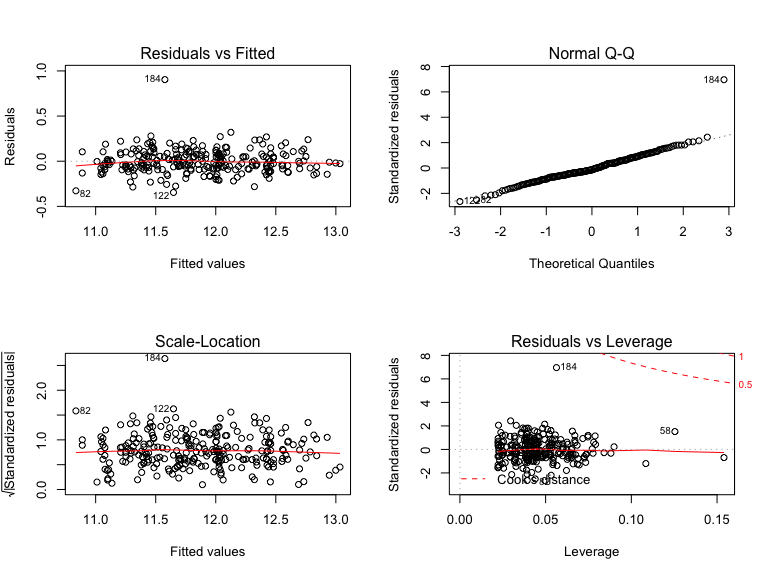 Residuals vs Fitted
Residuals
1.0
0.5
0.0
-0.5
184
82
122
11.0 11.5 12.0 12.5 13.0
Fitted values
Normal Q-Q
Standardized residuals
8
6
4
2
0
-2
184
-3 -2 -1 0 1 2 3
Theoretical Quantiles
Scale-Location
√|Standardized residuals|
2.0
1.0
0.0
184
82
122
11.0 11.5 12.0 12.5 13.0
Fitted values
Residuals vs Leverage
Standardized residuals
8
6
4
2
0
-2
184
58
1
0.5
Cook's distance
0.00 0.05 0.10 0.15
Leverage